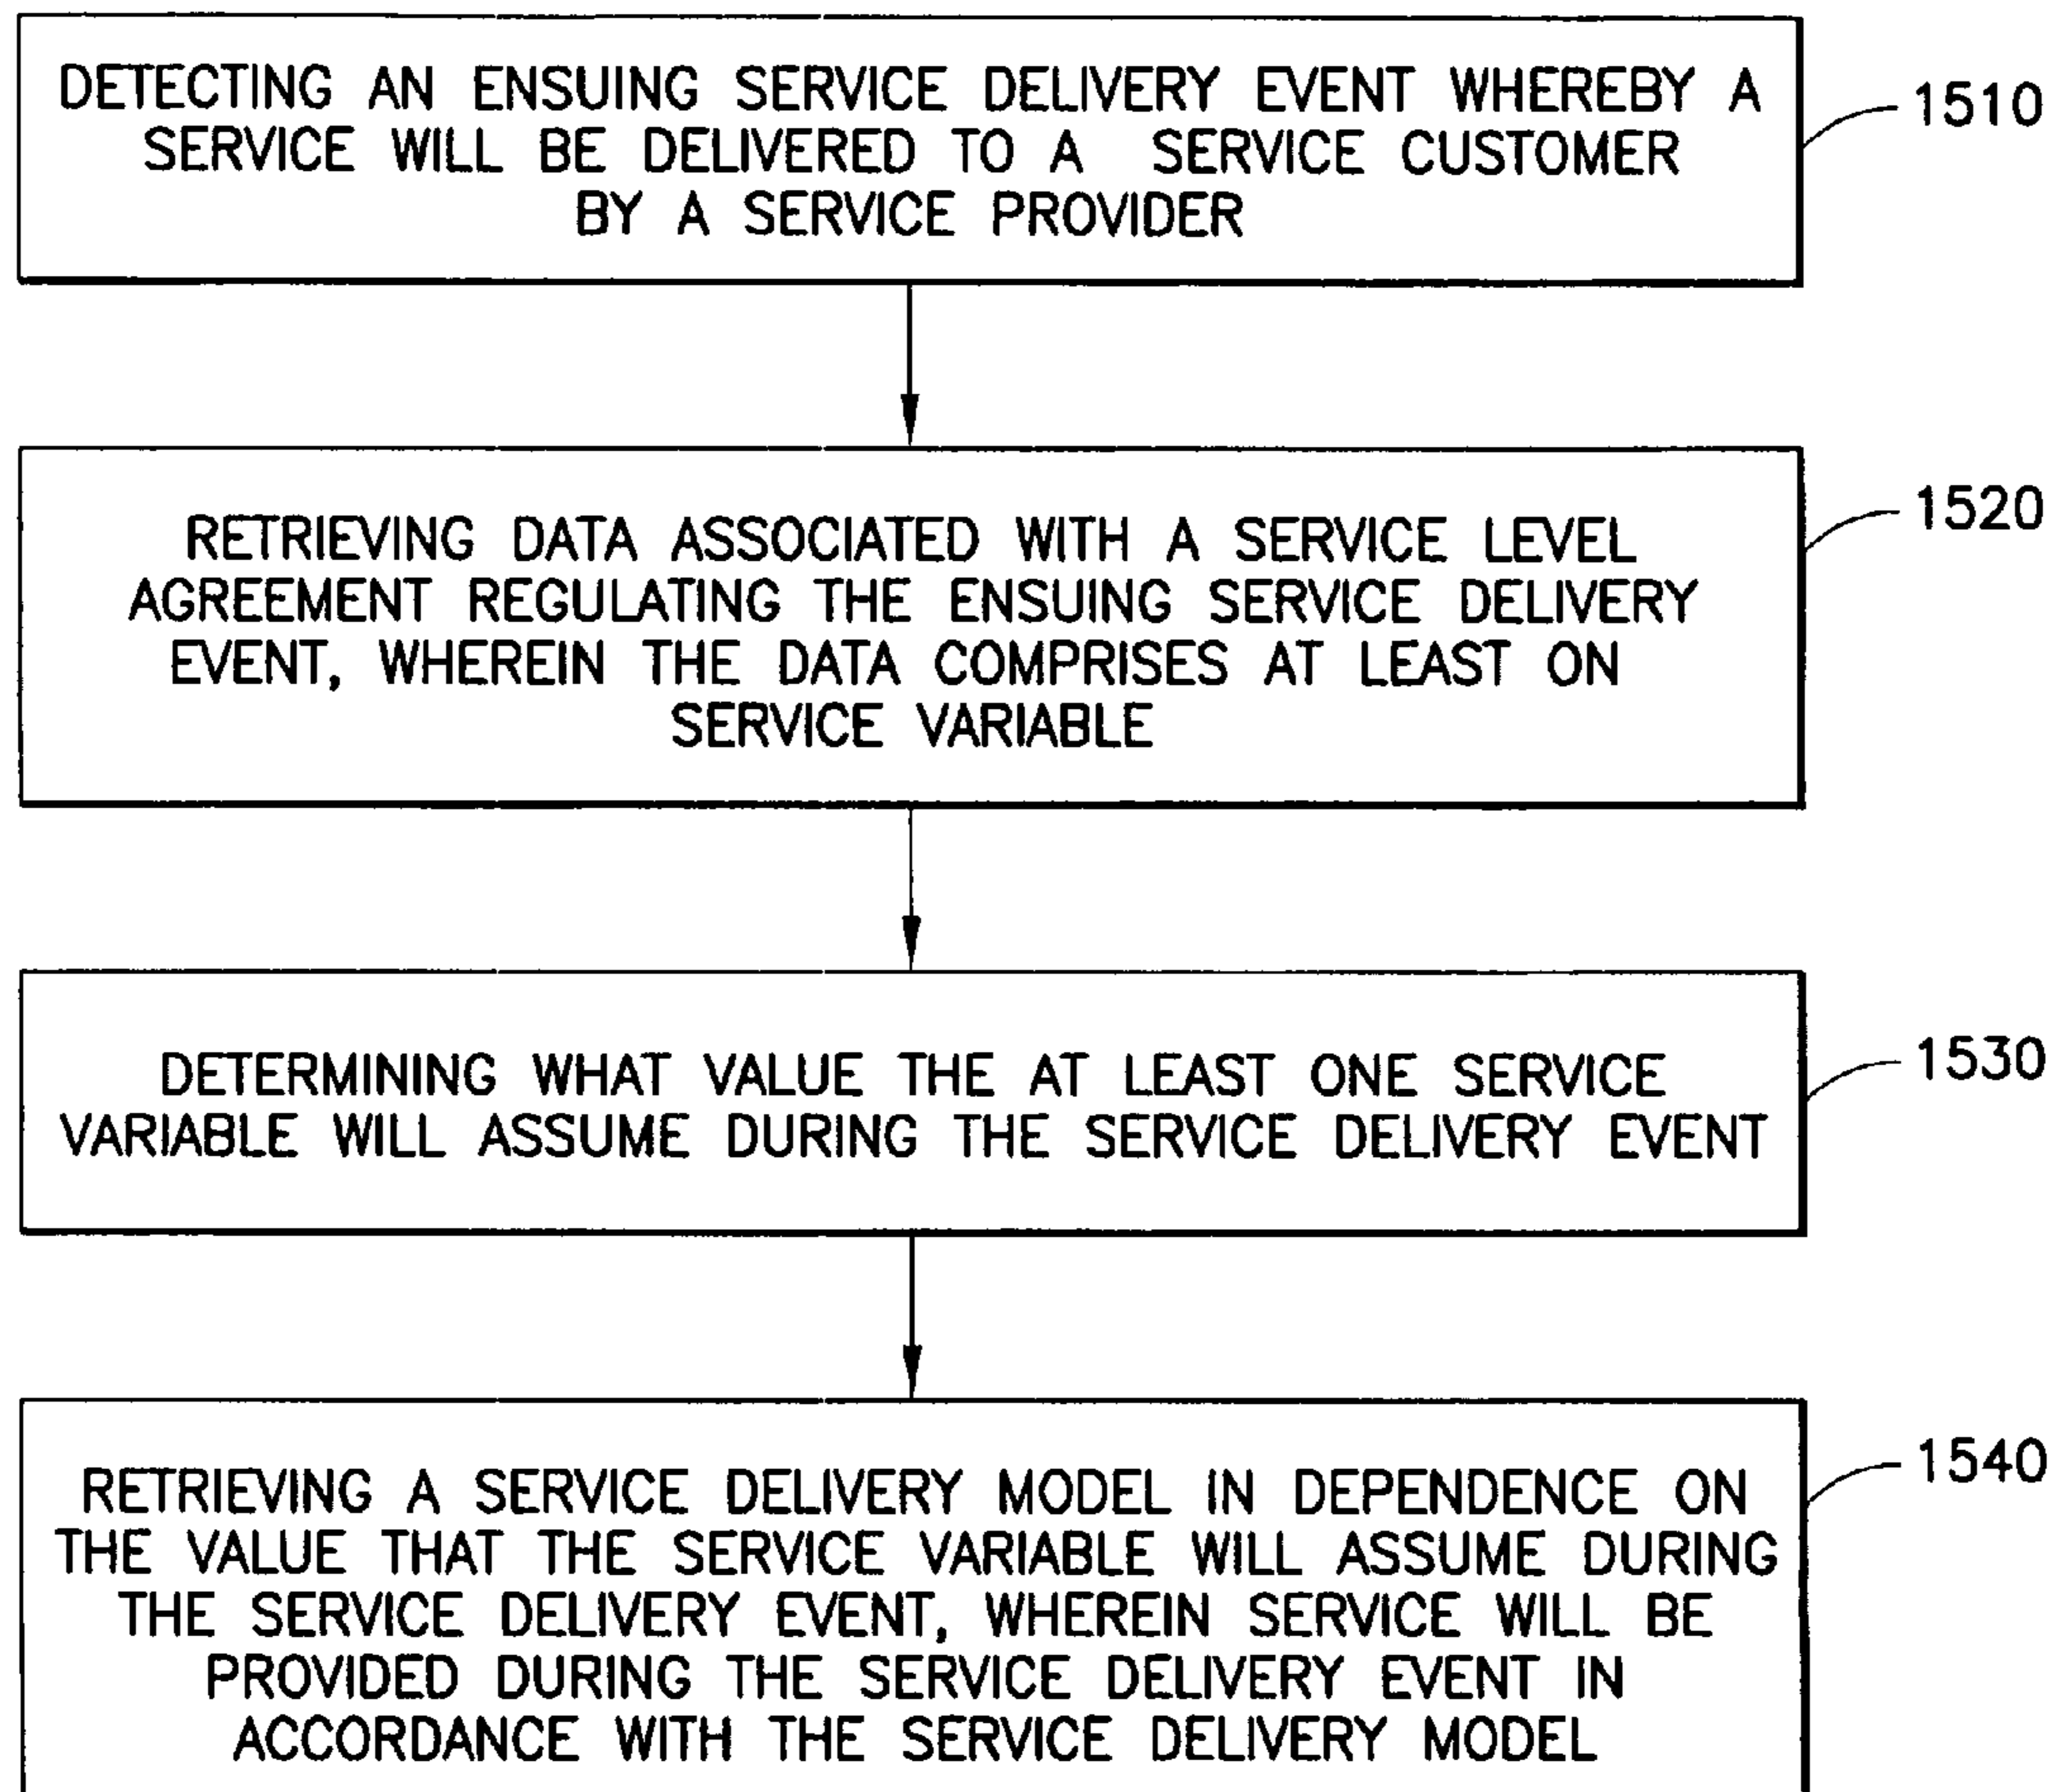 DETECTING AN ENSUING SERVICE DELIVERY EVENT WHEREBY A
SERVICE WILL BE DELIVERED TO A SERVICE CUSTOMER
BY A SERVICE PROVIDER
1510
RETRIEVING DATA ASSOCIATED WITH A SERVICE LEVEL
AGREEMENT REGULATING THE ENSUING SERVICE DELIVERY
EVENT, WHEREIN THE DATA COMPRISES AT LEAST ON
SERVICE VARIABLE
1520
DETERMINING WHAT VALUE THE AT LEAST ONE SERVICE
VARIABLE WILL ASSUME DURING THE SERVICE DELIVERY EVENT
1530
RETRIEVING A SERVICE DELIVERY MODEL IN DEPENDENCE ON
THE VALUE THAT THE SERVICE VARIABLE WILL ASSUME DURING
THE SERVICE DELIVERY EVENT, WHEREIN SERVICE WILL BE
PROVIDED DURING THE SERVICE DELIVERY EVENT IN
ACCORDANCE WITH THE SERVICE DELIVERY MODEL
1540